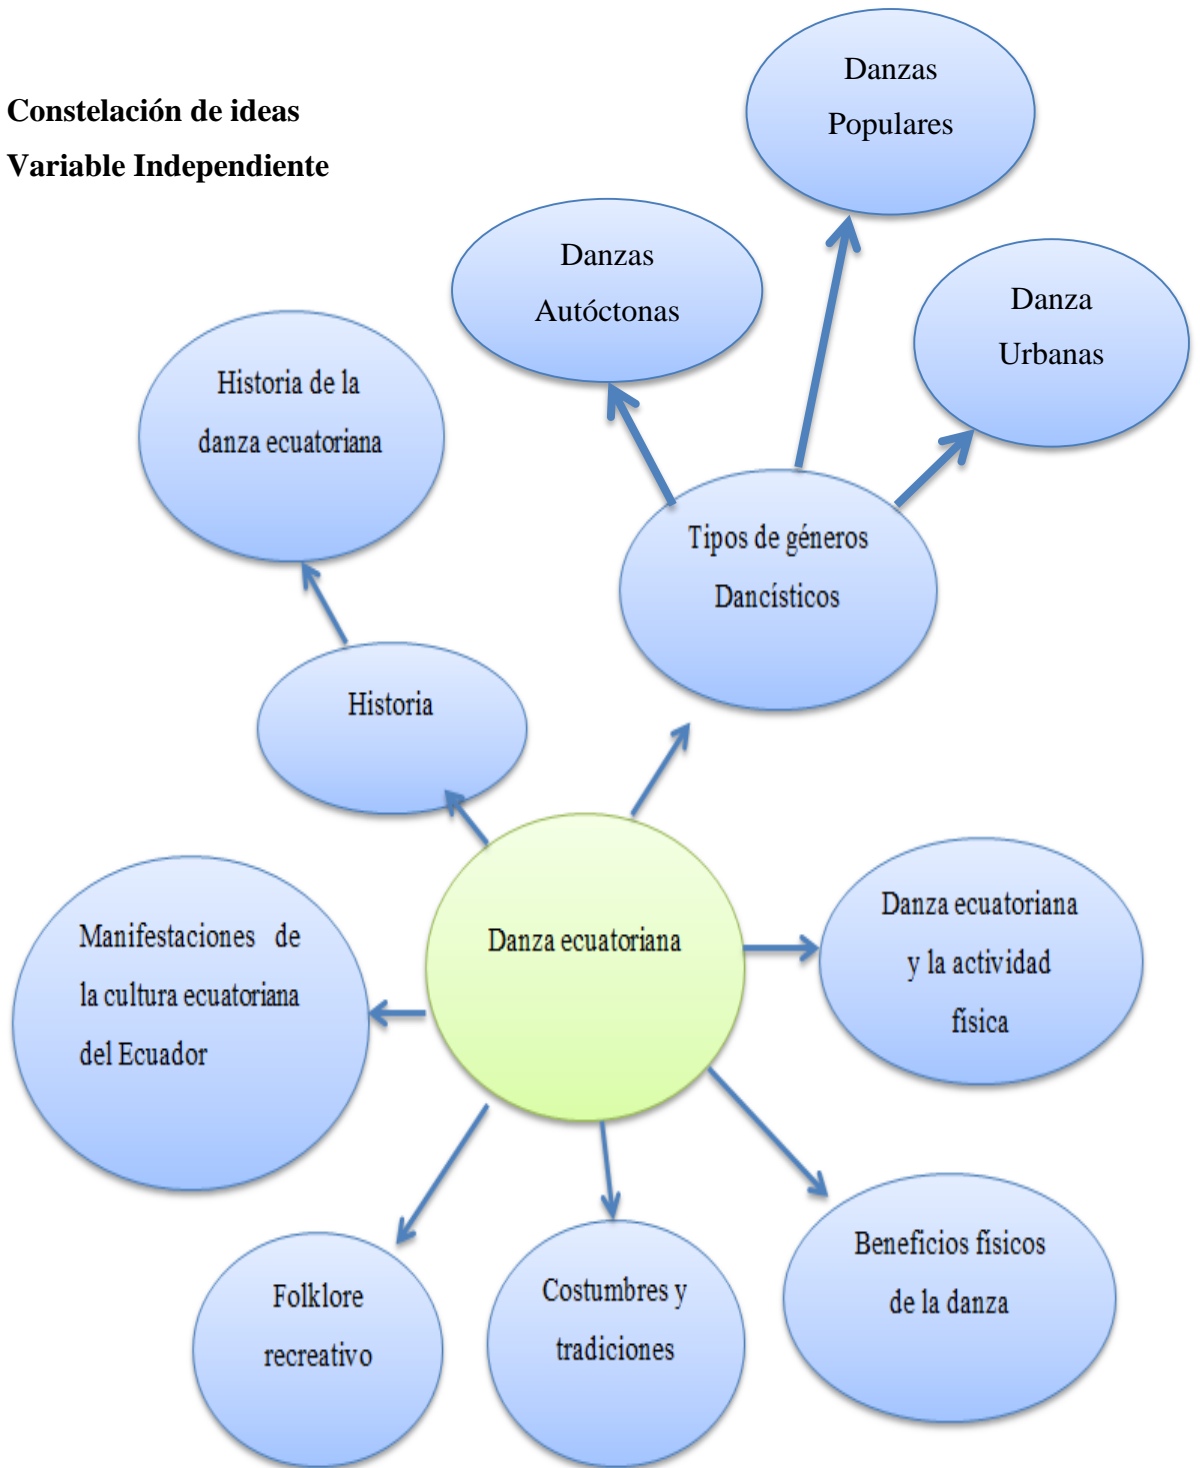 Constelación de ideas
Variable Independiente
Danzas
Populares
Danzas
Autóctonas
Danza
Urbanas
Historia de la
danza ecuatoriana
Tipos de géneros
Dancísticos
Historia
Danza ecuatoriana
Manifestaciones de
la cultura ecuatoriana
del Ecuador
Danza ecuatoriana
y la actividad
física
Folklore
recreativo
Costumbres y
tradiciones
Beneficios físicos
de la danza